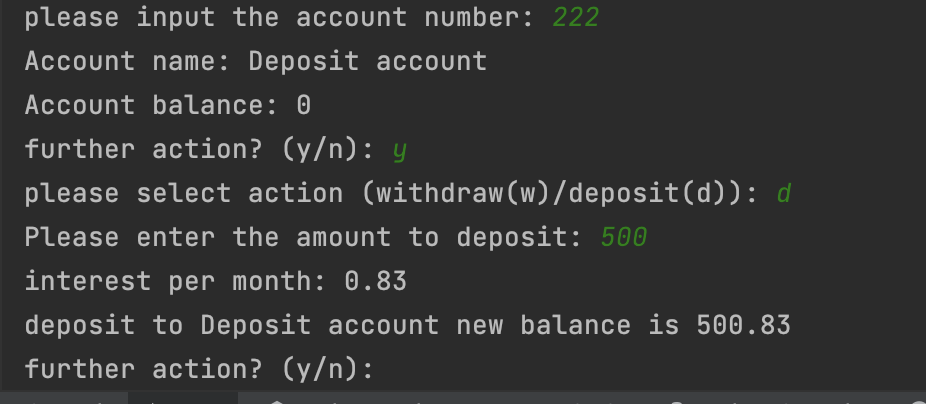 please input the account number: 222
Account name: Deposit account
Account balance: 0
further action? (y/n): y
please select action (withdraw(w)/deposit(d)): d
Please enter the amount to deposit: 500
interest per month: 0.83
deposit to Deposit account new balance is 500.83
further action? (y/n):